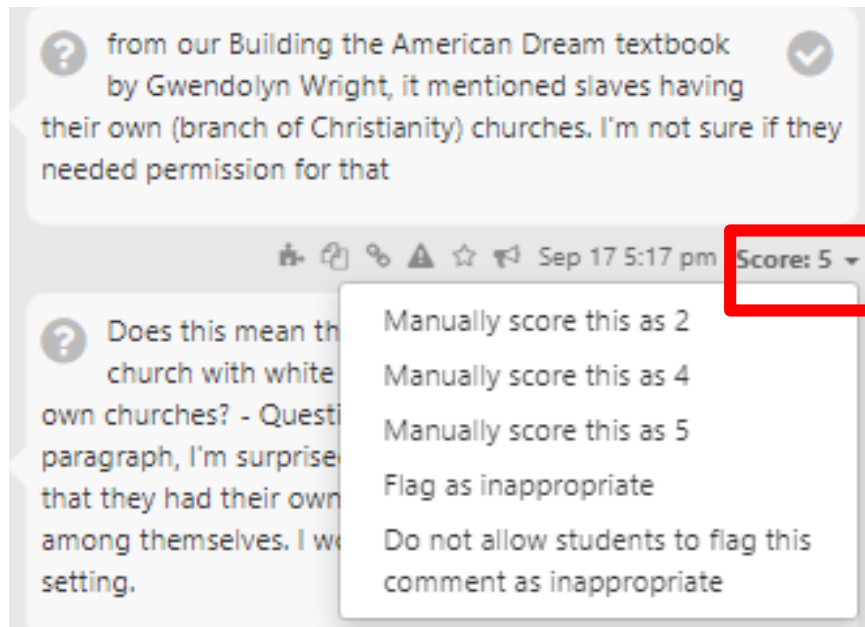 from our Building the American Dream textbook
by Gwendolyn Wright, it mentioned slaves having
their own (branch of Christianity) churches. I'm not sure if they
needed permission for that
Sep 17 5:17 pm Score: 5
Does this mean th
church with white
own churches? - Questi
paragraph, I'm surprise
that they had their own
among themselves. I wo
setting.
Manually score this as 2
Manually score this as 4
Manually score this as 5
Flag as inappropriate
Do not allow students to flag this
comment as inappropriate